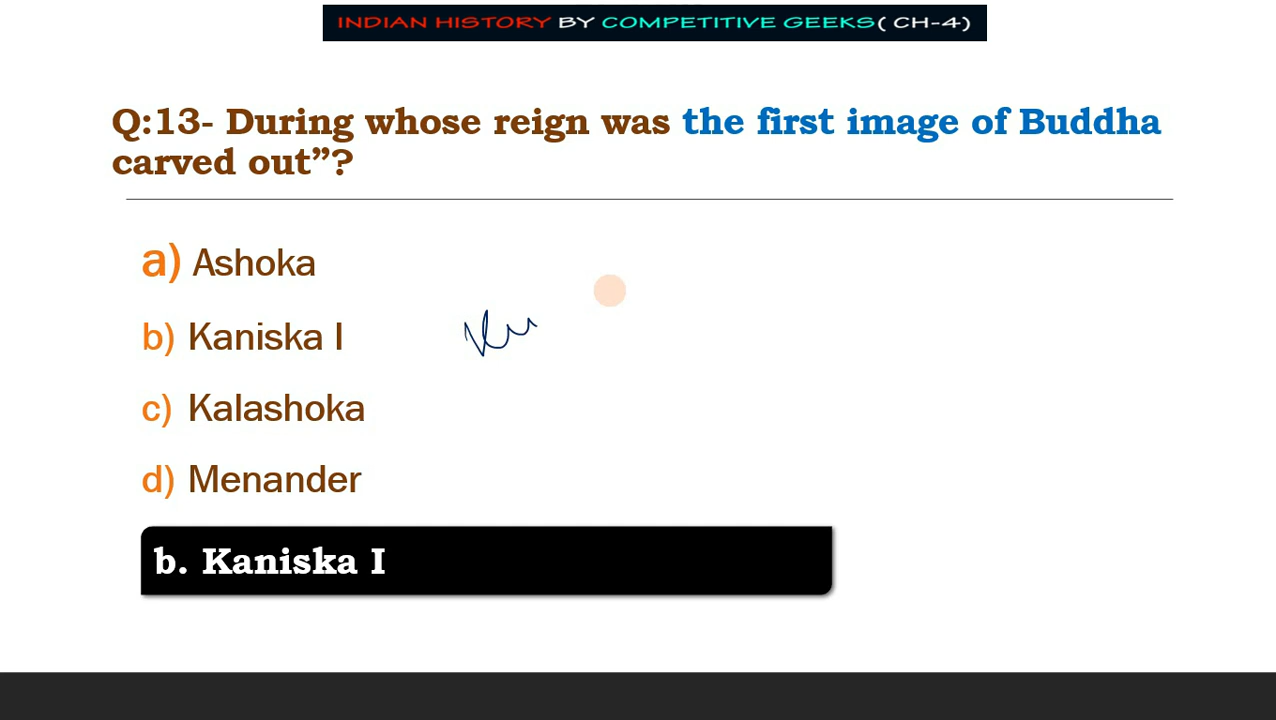 INDIAN HISTORY BY COMPETITIVE GEEKS( CH-4)
Q:13- During whose reign was the first image of Buddha
carved out”?
a) Ashoka
b) Kaniska I
Ku
c) Kalashoka
d) Menander
b. Kaniska I